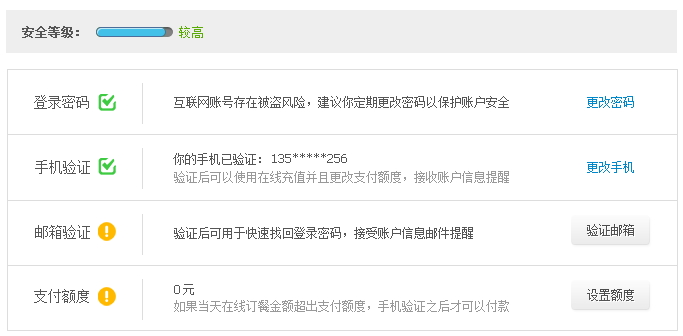 安全等级： 较高
登录密码 互联网账号存在被盗风险，建议你定期更改密码以保护账户安全 更改密码
手机验证 你的手机已验证：135*****256 更改手机
验证后可以使用在线充值并且更改支付额度，接收账户信息提醒
邮箱验证 验证后可用于快速找回登录密码，接受账户信息邮件提醒 验证邮箱
支付额度 0元 设置额度
如果当天在线订餐金额超出支付额度，手机验证之后才可以付款